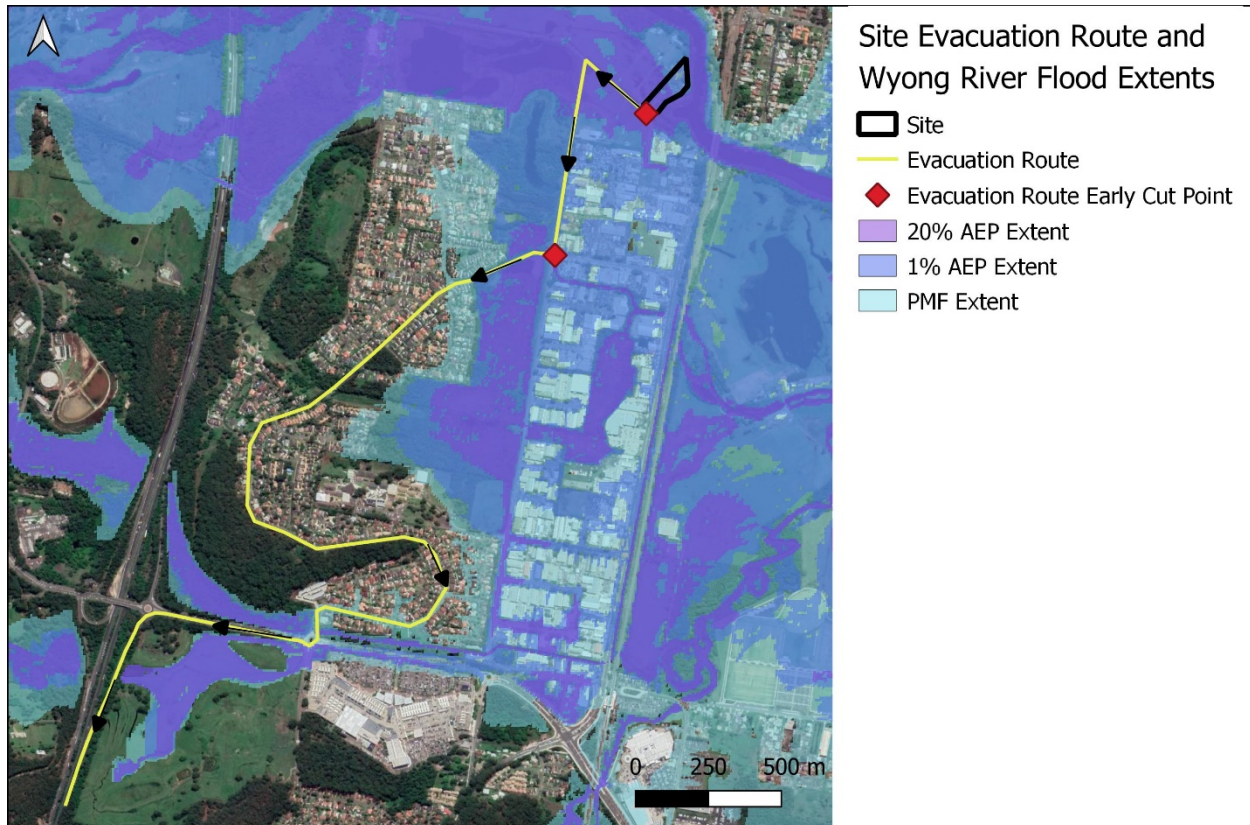 Site Evacuation Route and
Wyong River Flood Extents
Site
Evacuation Route
Evacuation Route Early Cut Point
20% AEP Extent
1% AEP Extent
PMF Extent
0 250 500 m